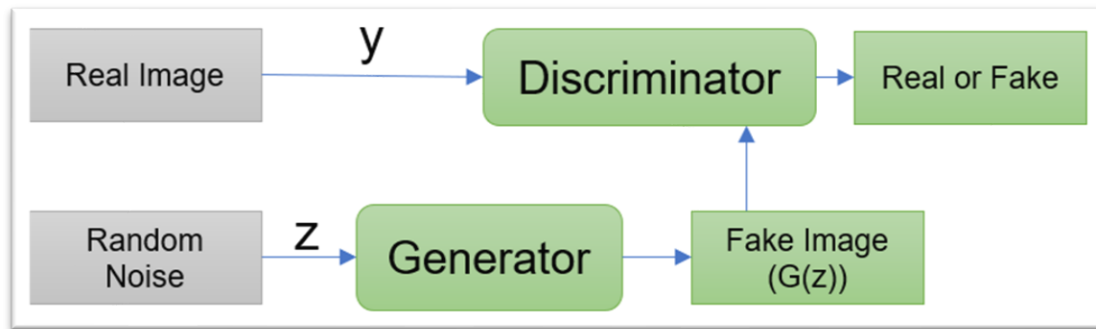 y
Real Image
Discriminator
Real or Fake
z
Random
Noise
Generator
Fake Image
(G(z))